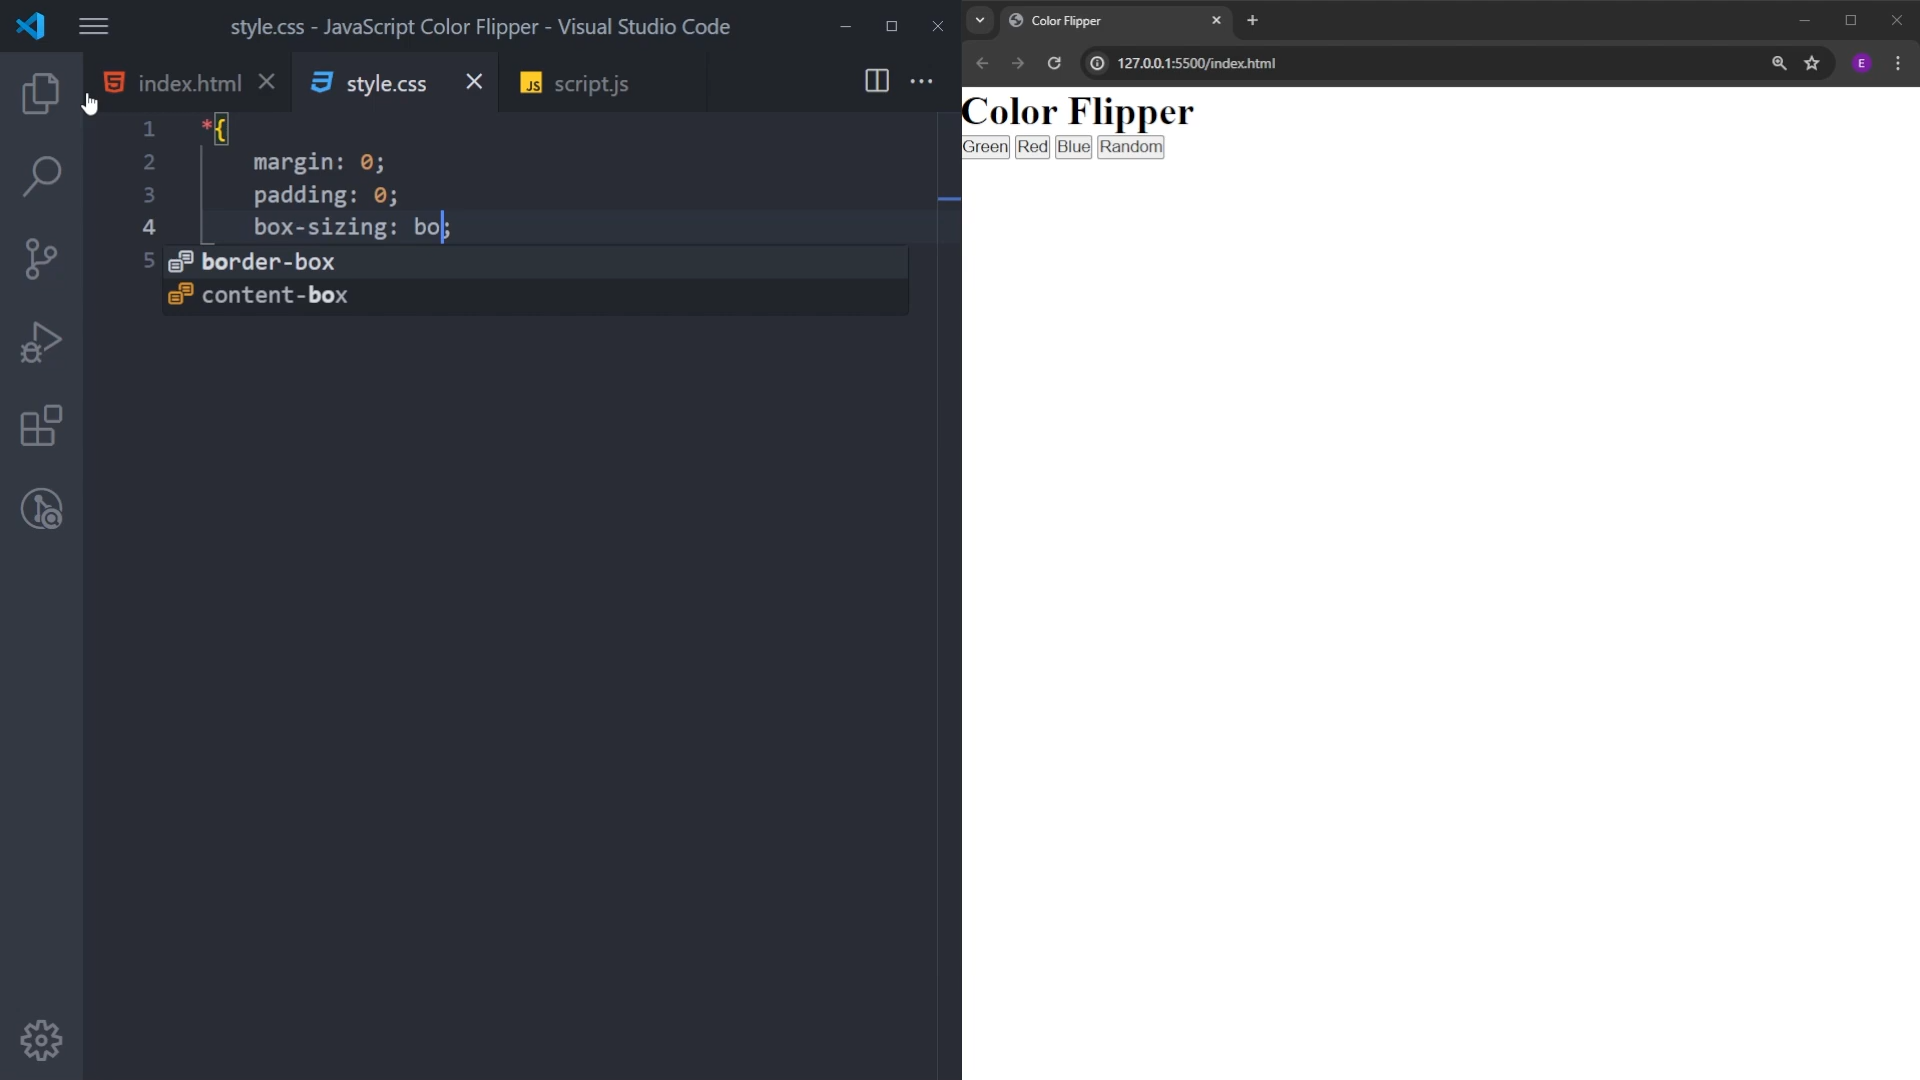 style.css - JavaScript Color Flipper - Visual Studio Code
index.html
style.css
JS script.js
1 *{
2 margin: 0;
3 padding: 0;
4 box-sizing: bo;
5
border-box
content-box
Color Flipper
127.0.0.1:5500/index.html
E
Color Flipper
Green Red Blue Random